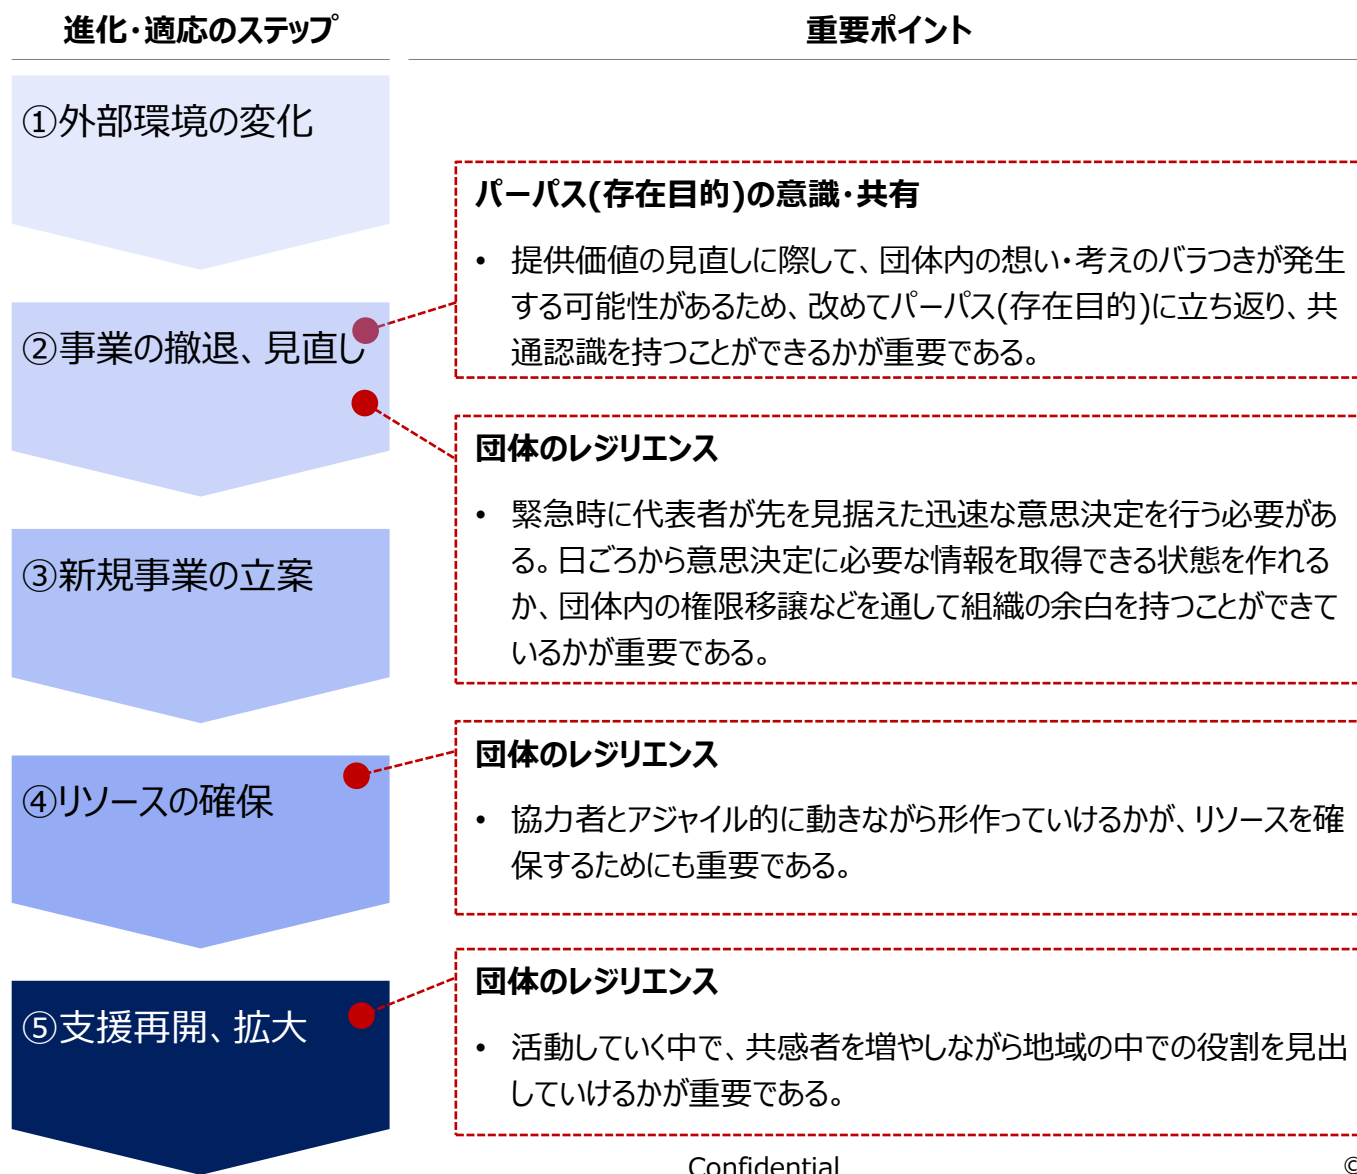 進化・適応のステップ
重要ポイント
①外部環境の変化
パーパス(存在目的)の意識・共有
• 提供価値の見直しに際して、団体内の想い・考えのバラつきが発生
する可能性があるため、改めてパーパス(存在目的)に立ち返り、共
通認識を持つことができるかが重要である。
②事業の撤退、見直し
団体のレジリエンス
• 緊急時に代表者が先を見据えた迅速な意思決定を行う必要があ
る。日ごろから意思決定に必要な情報を取得できる状態を作れる
か、団体内の権限移譲などを通して組織の余白を持つことができて
いるかが重要である。
③新規事業の立案
④リソースの確保
団体のレジリエンス
• 協力者とアジャイル的に動きながら形作っていけるかが、リソースを確
保するためにも重要である。
⑤支援再開、拡大
団体のレジリエンス
• 活動していく中で、共感者を増やしながら地域の中での役割を見出
していけるかが重要である。
Confidential
©